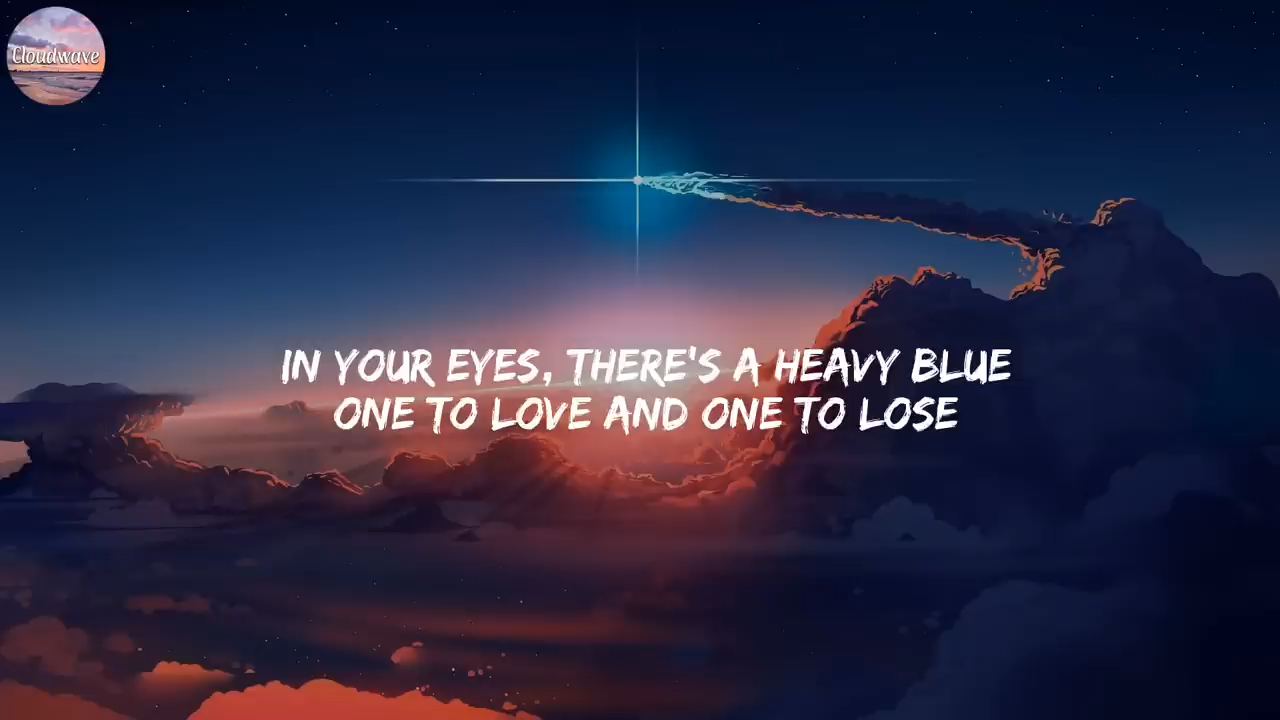 Cloudwave
IN YOUR EYES, THERE'S A HEAVY BLUE
ONE TO LOVE AND ONE TO LOSE